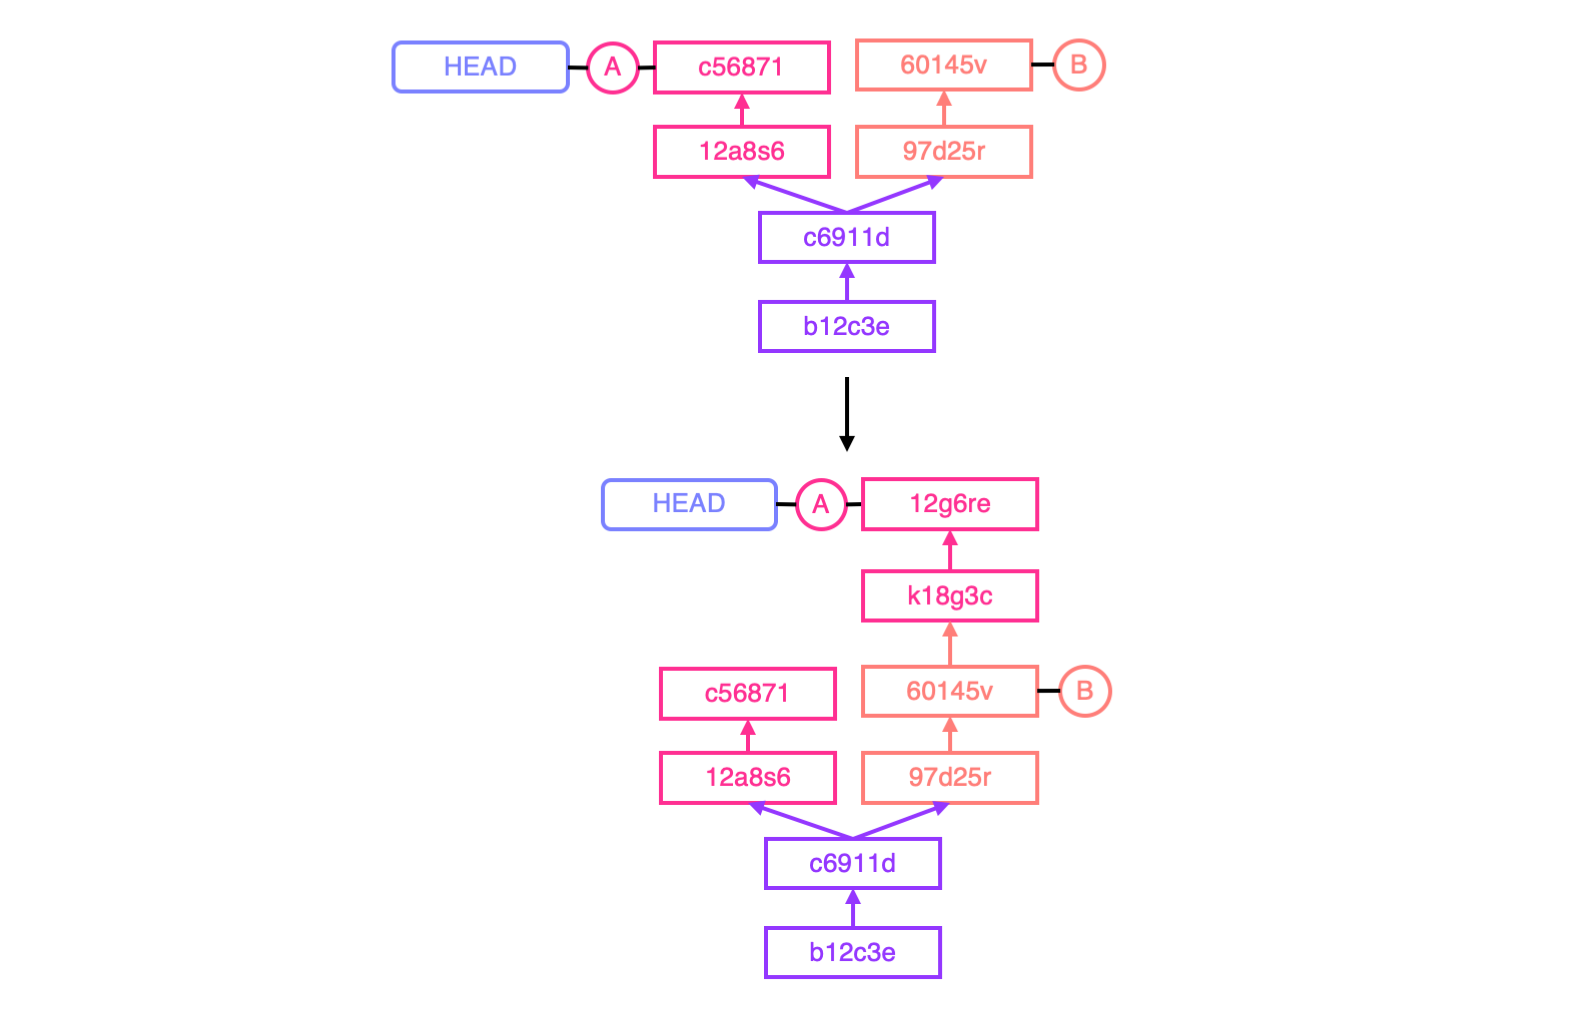 HEAD
A
c56871
60145v
B
12a8s6
97d25r
c6911d
b12c3e
HEAD
A
12g6re
k18g3c
c56871
60145v
B
12a8s6
97d25r
c6911d
b12c3e